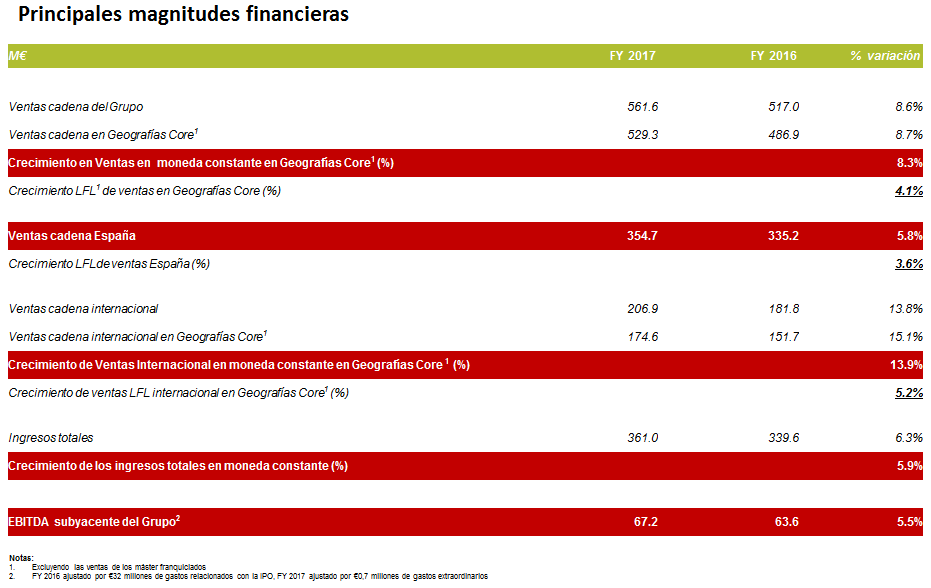 Principales magnitudes financieras
M€ FY 2017 FY 2016 % variación
Ventas cadena del Grupo 561.6 517.0 8.6%
Ventas cadena en Geografías Core1 529.3 486.9 8.7%
Crecimiento en Ventas en moneda constante en Geografías Core1 (%) 8.3%
Crecimiento LFL1 de ventas en Geografías Core (%) 4.1%
Ventas cadena España 354.7 335.2 5.8%
Crecimiento LFLde ventas España (%) 3.6%
Ventas cadena internacional 206.9 181.8 13.8%
Ventas cadena internacional en Geografías Core1 174.6 151.7 15.1%
Crecimiento de Ventas Internacional en moneda constante en Geografías Core 1 (%) 13.9%
Crecimiento de ventas LFL internacional en Geografías Core1 (%) 5.2%
Ingresos totales 361.0 339.6 6.3%
Crecimiento de los ingresos totales en moneda constante (%) 5.9%
EBITDA subyacente del Grupo2 67.2 63.6 5.5%
Notas:
1. Excluyendo las ventas de los máster franquiciados
2. FY 2016 ajustado por €32 millones de gastos relacionados con la IPO, FY 2017 ajustado por €0,7 millones de gastos extraordinarios